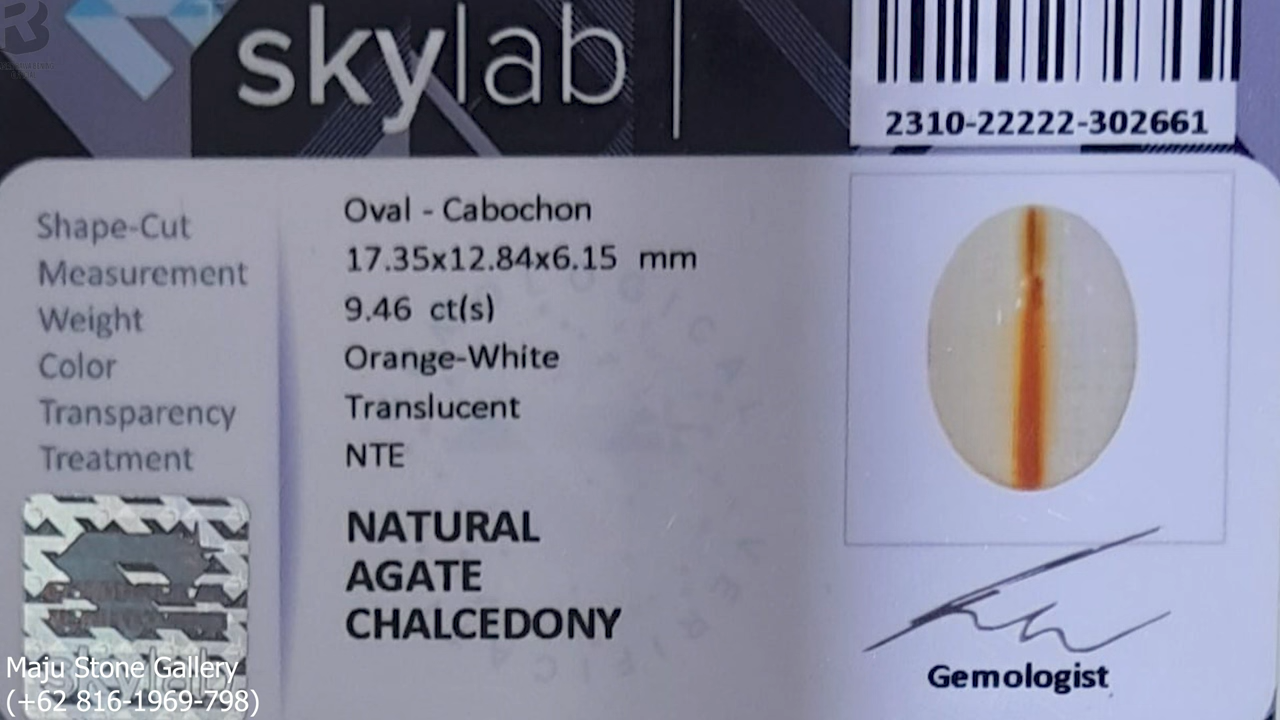 skylab
2310-22222-302661
Shape-Cut Oval - Cabochon
Measurement 17.35x12.84x6.15 mm
Weight 9.46 ct(s)
Color Orange-White
Transparency Translucent
Treatment NTE
NATURAL
AGATE
CHALCEDONY
Gemologist
skylab
Maju Stone Gallery
(+62 816-1969-798)